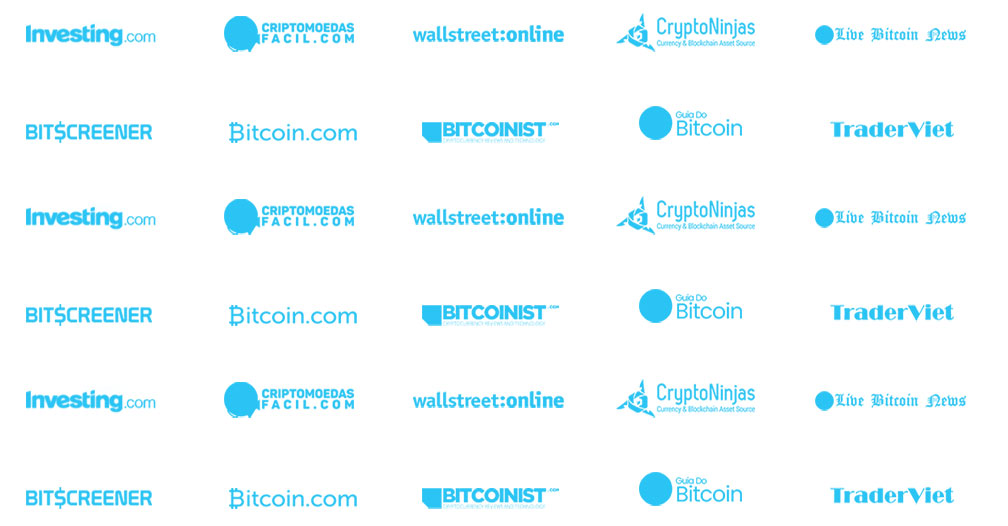 Investing.com
CRIPTOMOEDAS
FACIL.COM
wallstreet:online
CryptoNinjas
Currency & Blockchain Asset Source
Live Bitcoin News
BIT$CREENER
Bitcoin.com
BITCOINIST.COM
Guia Do
Bitcoin
TraderViet
Investing.com
CRIPTOMOEDAS
FACIL.COM
wallstreet:online
CryptoNinjas
Currency & Blockchain Asset Source
Live Bitcoin News
BIT$CREENER
Bitcoin.com
BITCOINIST.COM
Guia Do
Bitcoin
TraderViet
Investing.com
CRIPTOMOEDAS
FACIL.COM
wallstreet:online
CryptoNinjas
Currency & Blockchain Asset Source
Live Bitcoin News
BIT$CREENER
Bitcoin.com
BITCOINIST.COM
Guia Do
Bitcoin
TraderViet